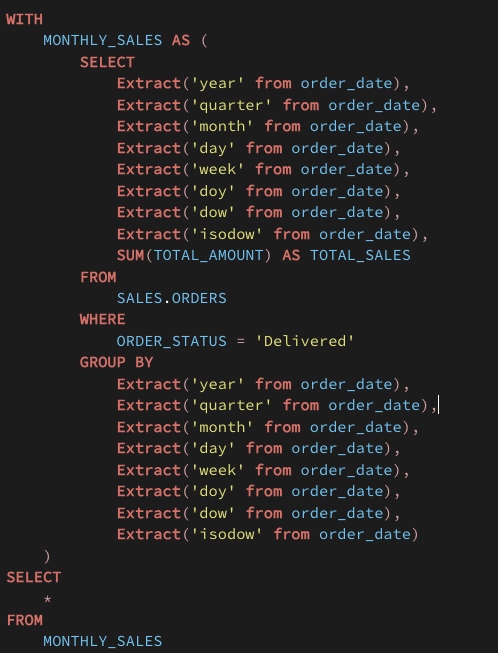 WITH
    MONTHLY_SALES AS (
        SELECT
            Extract('year' from order_date),
            Extract('quarter' from order_date),
            Extract('month' from order_date),
            Extract('day' from order_date),
            Extract('week' from order_date),
            Extract('doy' from order_date),
            Extract('dow' from order_date),
            Extract('isodow' from order_date),
            SUM(TOTAL_AMOUNT) AS TOTAL_SALES
        FROM
            SALES.ORDERS
        WHERE
            ORDER_STATUS = 'Delivered'
        GROUP BY
            Extract('year' from order_date),
            Extract('quarter' from order_date),
            Extract('month' from order_date),
            Extract('day' from order_date),
            Extract('week' from order_date),
            Extract('doy' from order_date),
            Extract('dow' from order_date),
            Extract('isodow' from order_date)
    )
SELECT
    *
FROM
    MONTHLY_SALES